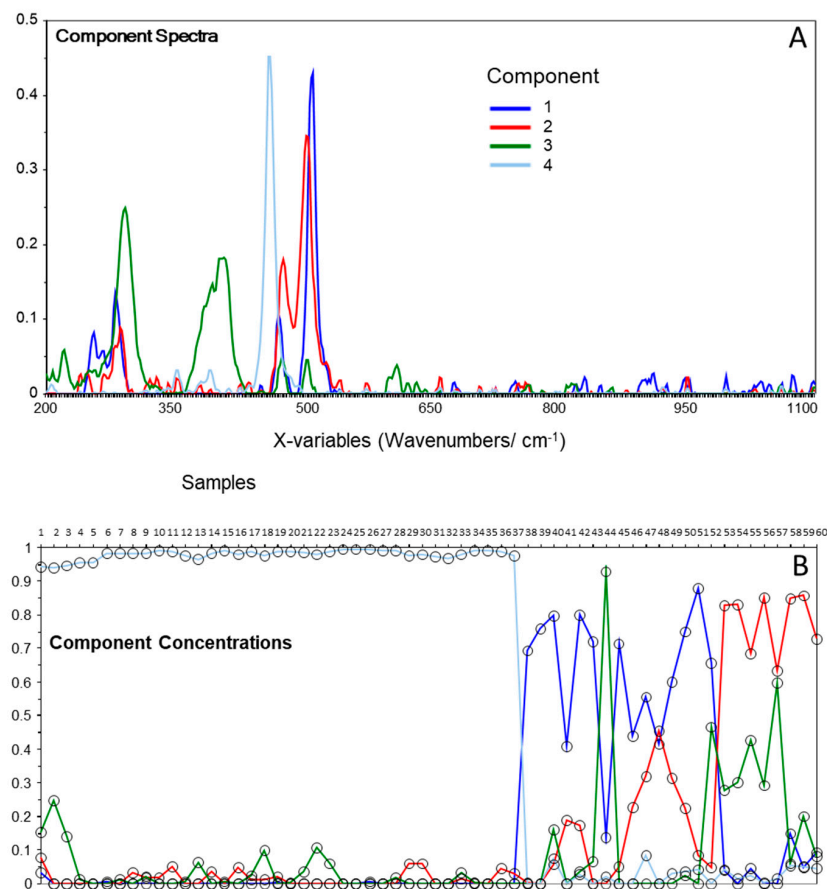 0.5
Component Spectra
A
Component
0.4
1
2
3
0.3
4
0.2
0.1
0
200 350 500 650 800 950 1100
X-variables (Wavenumbers/ cm-1)
Samples
1 2 3 4 5 6 7 8 9 10 11 12 13 14 15 16 17 18 19 20 21 22 23 24 25 26 27 28 29 30 31 32 33 34 35 36 37 38 39 40 41 42 43 44 45 46 47 48 49 50 51 52 53 54 55 56 57 58 59 60
1
B
0.9
0.8
Component Concentrations
0.7
0.6
0.5
0.4
0.3
0.2
0.1
0